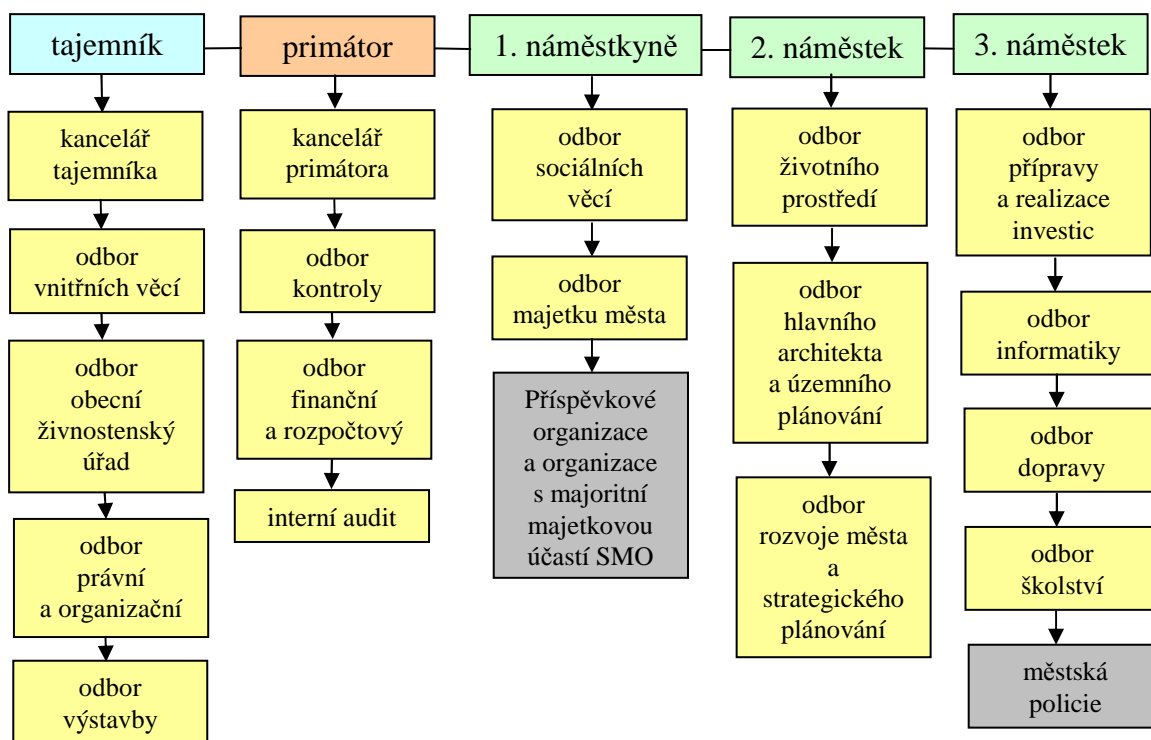 tajemník
kancelář
tajemníka
odbor
vnitřních věcí
odbor
obecní
živnostenský
úřad
odbor
právní
a organizační
odbor
výstavby
primátor
kancelář
primátora
odbor
kontroly
odbor
finanční
a rozpočtový
interní audit
1. náměstkyně
odbor
sociálních
věcí
odbor
majetku města
Příspěvkové
organizace
a organizace
s majoritní
majetkovou
účastí SMO
2. náměstek
odbor
životního
prostředí
odbor
hlavního
architekta
a územního
plánování
odbor
rozvoje města
a
strategického
plánování
3. náměstek
odbor
přípravy
a realizace
investic
odbor
informatiky
odbor
dopravy
odbor
školství
městská
policie